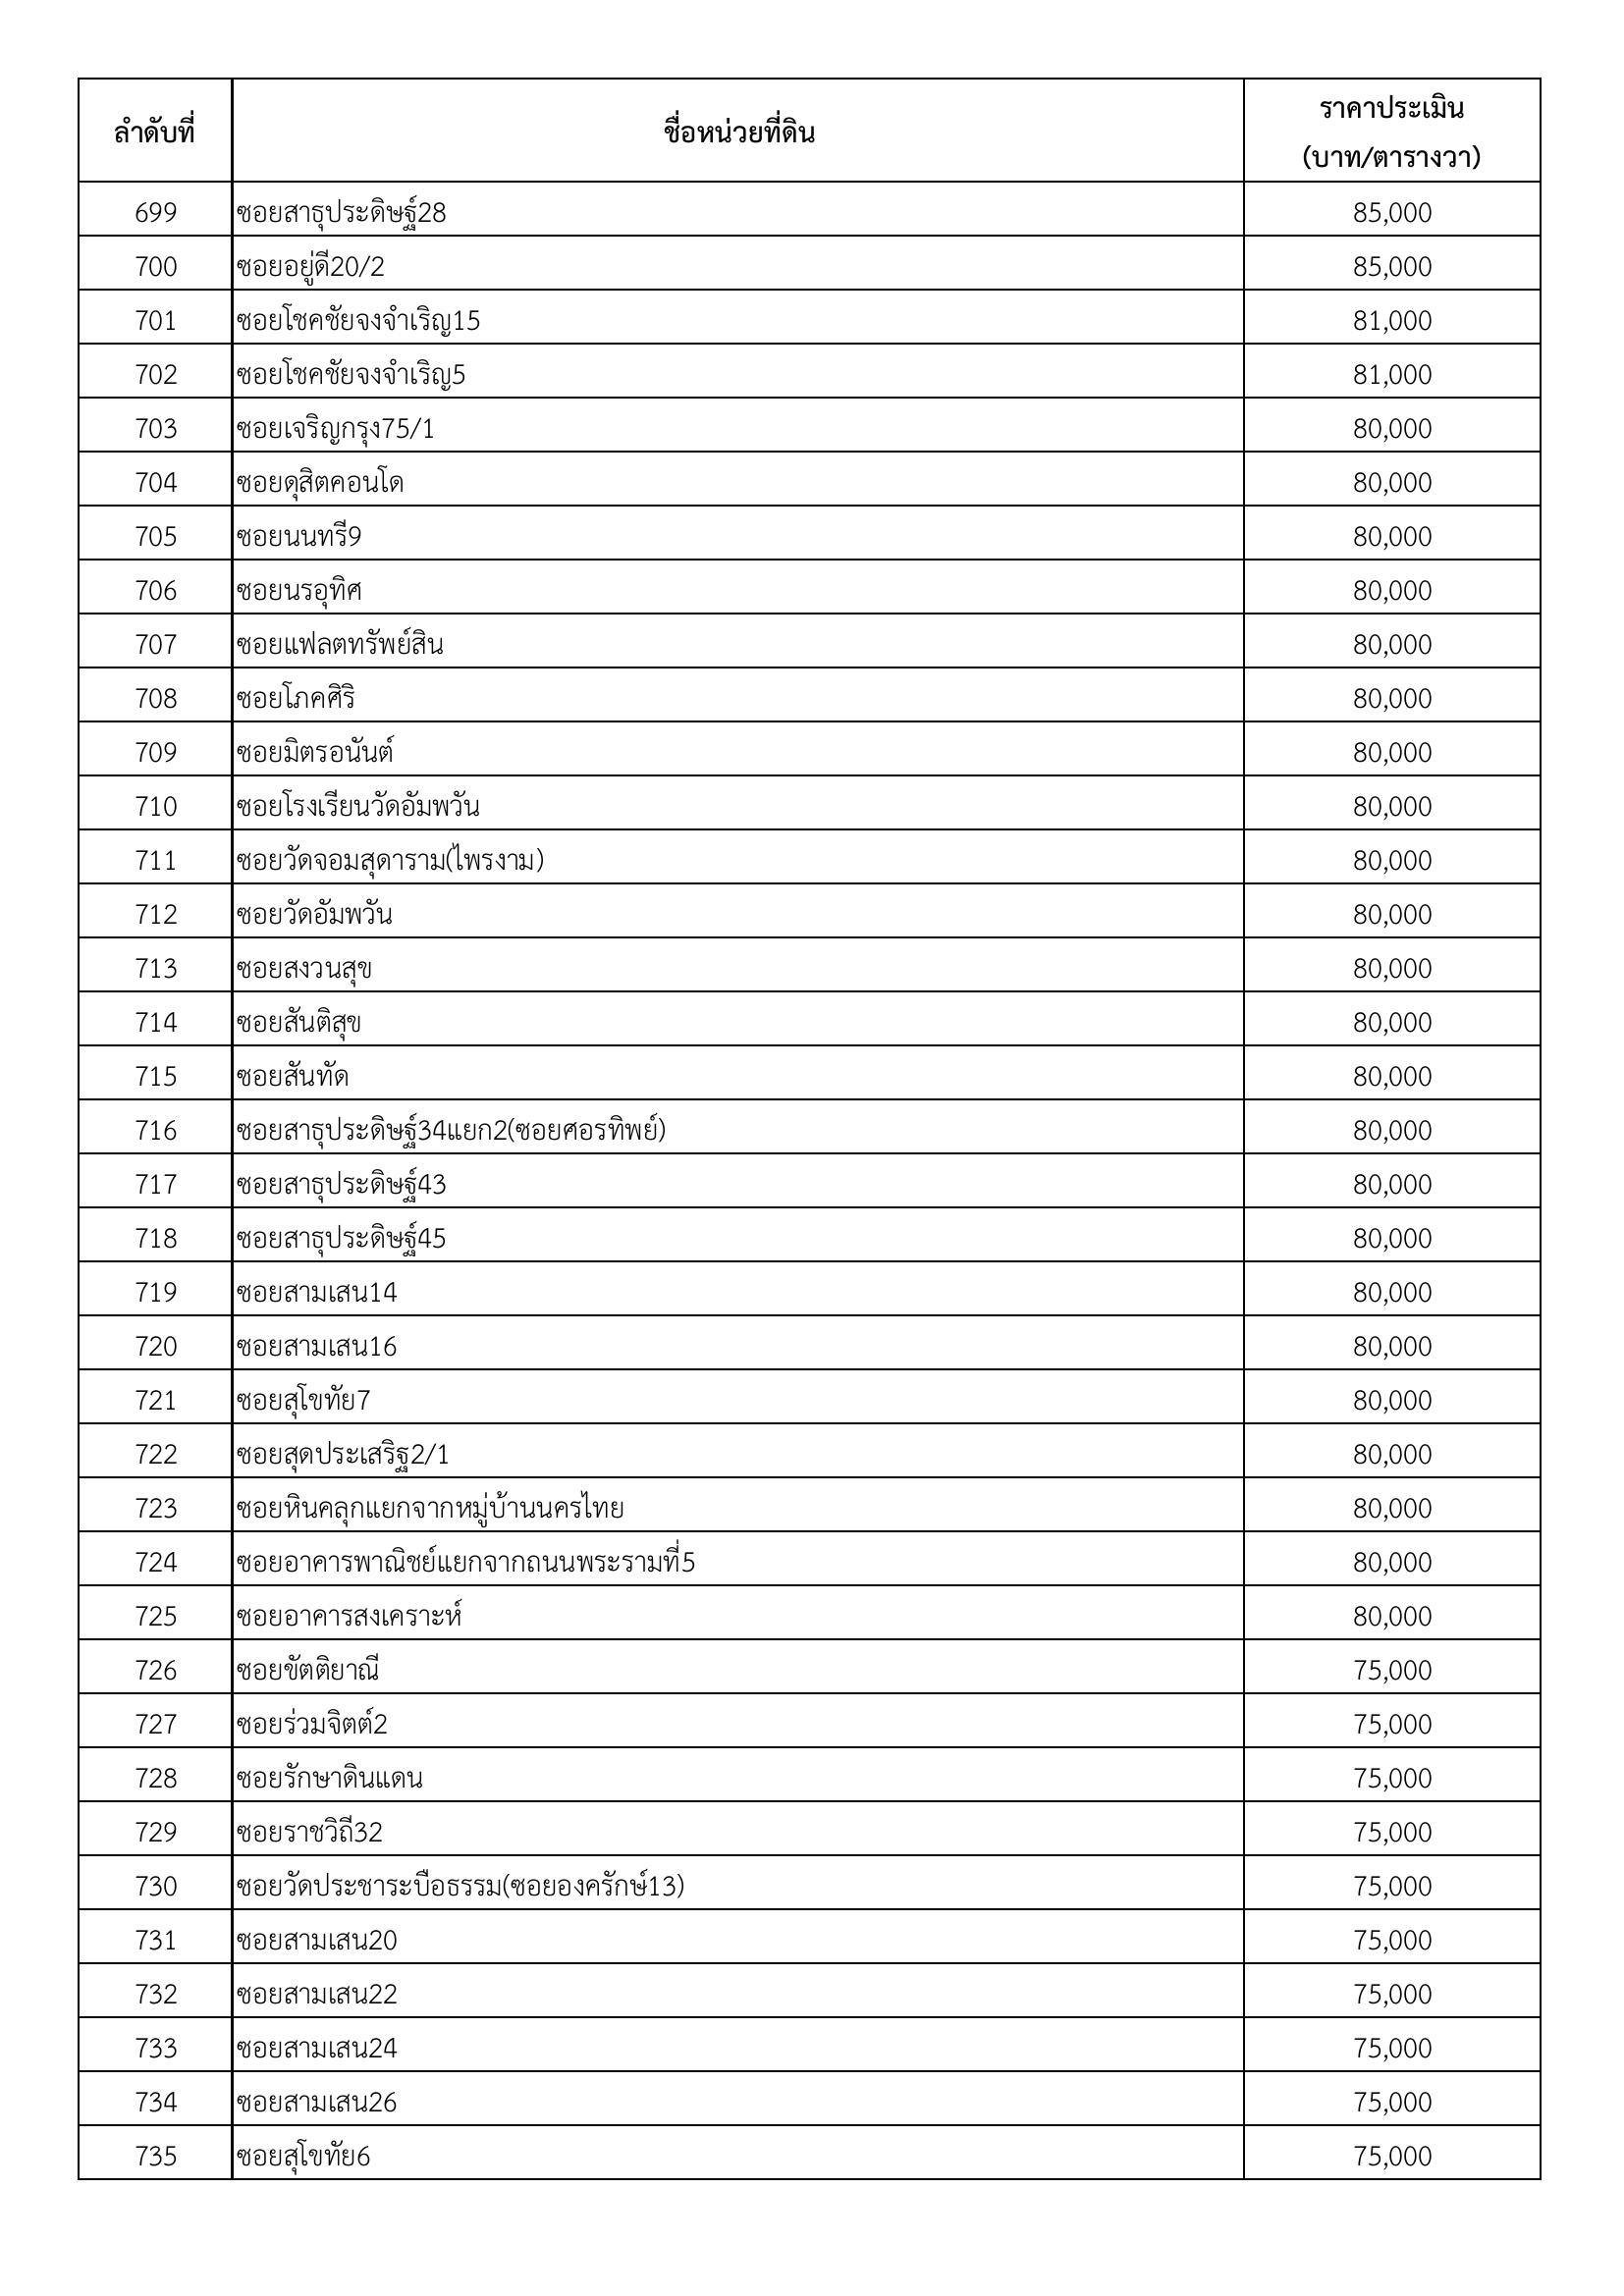 ลำดับที่ ชื่อหน่วยที่ดิน ราคาประเมิน
(บาท/ตารางวา)
699 ซอยสาธุประดิษฐ์28 85,000
700 ซอยอยู่ดี20/2 85,000
701 ซอยโชคชัยจงจำเริญ15 81,000
702 ซอยโชคชัยจงจำเริญ5 81,000
703 ซอยเจริญกรุง75/1 80,000
704 ซอยดุสิตคอนโด 80,000
705 ซอยนนทรี9 80,000
706 ซอยนรอุทิศ 80,000
707 ซอยแฟลตทรัพย์สิน 80,000
708 ซอยโภคศิริ 80,000
709 ซอยมิตรอนันต์ 80,000
710 ซอยโรงเรียนวัดอัมพวัน 80,000
711 ซอยวัดจอมสุดาราม(ไพรงาม) 80,000
712 ซอยวัดอัมพวัน 80,000
713 ซอยสงวนสุข 80,000
714 ซอยสันติสุข 80,000
715 ซอยสันทัด 80,000
716 ซอยสาธุประดิษฐ์34แยก2(ซอยศอรทิพย์) 80,000
717 ซอยสาธุประดิษฐ์43 80,000
718 ซอยสาธุประดิษฐ์45 80,000
719 ซอยสามเสน14 80,000
720 ซอยสามเสน16 80,000
721 ซอยสุโขทัย7 80,000
722 ซอยสุดประเสริฐ2/1 80,000
723 ซอยหินคลุกแยกจากหมู่บ้านนครไทย 80,000
724 ซอยอาคารพาณิชย์แยกจากถนนพระรามที่5 80,000
725 ซอยอาคารสงเคราะห์ 80,000
726 ซอยขัตติยาณี 75,000
727 ซอยร่วมจิตต์2 75,000
728 ซอยรักษาดินแดน 75,000
729 ซอยราชวิถี32 75,000
730 ซอยวัดประชาระบือธรรม(ซอยองครักษ์13) 75,000
731 ซอยสามเสน20 75,000
732 ซอยสามเสน22 75,000
733 ซอยสามเสน24 75,000
734 ซอยสามเสน26 75,000
735 ซอยสุโขทัย6 75,000